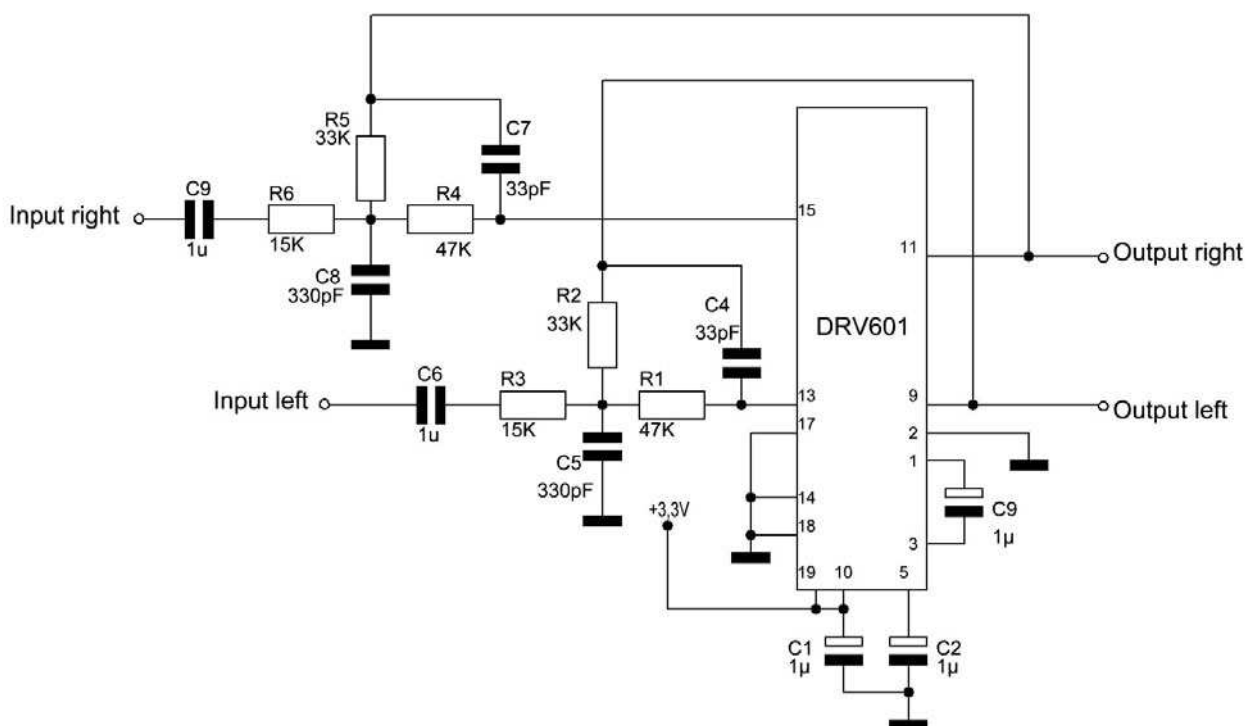 R5
33K
C7
33pF
C9
1u
R6
15K
R4
47K
Input right
15
C8
330pF
11
Output right
R2
33K
C4
33pF
DRV601
C6
1u
R3
15K
R1
47K
Input left
13
9
Output left
17
2
C5
330pF
1
14
+3,3V
18
C9
1µ
3
19
10
5
C1
1µ
C2
1µ